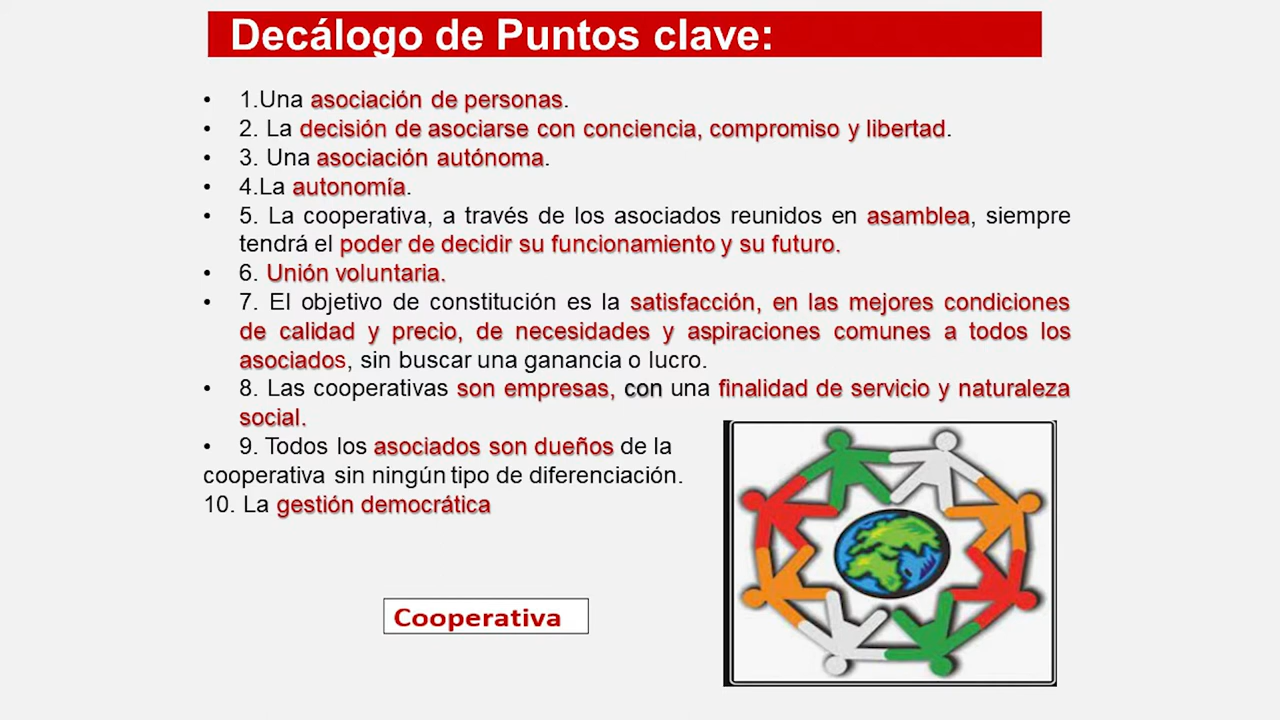 Decálogo de Puntos clave:
• 1.Una asociación de personas.
• 2. La decisión de asociarse con conciencia, compromiso y libertad.
• 3. Una asociación autónoma.
• 4.La autonomía.
• 5. La cooperativa, a través de los asociados reunidos en asamblea, siempre
tendrá el poder de decidir su funcionamiento y su futuro.
• 6. Unión voluntaria.
• 7. El objetivo de constitución es la satisfacción, en las mejores condiciones
de calidad y precio, de necesidades y aspiraciones comunes a todos los
asociados, sin buscar una ganancia o lucro.
• 8. Las cooperativas son empresas, con una finalidad de servicio y naturaleza
social.
• 9. Todos los asociados son dueños de la
cooperativa sin ningún tipo de diferenciación.
10. La gestión democrática
Cooperativa